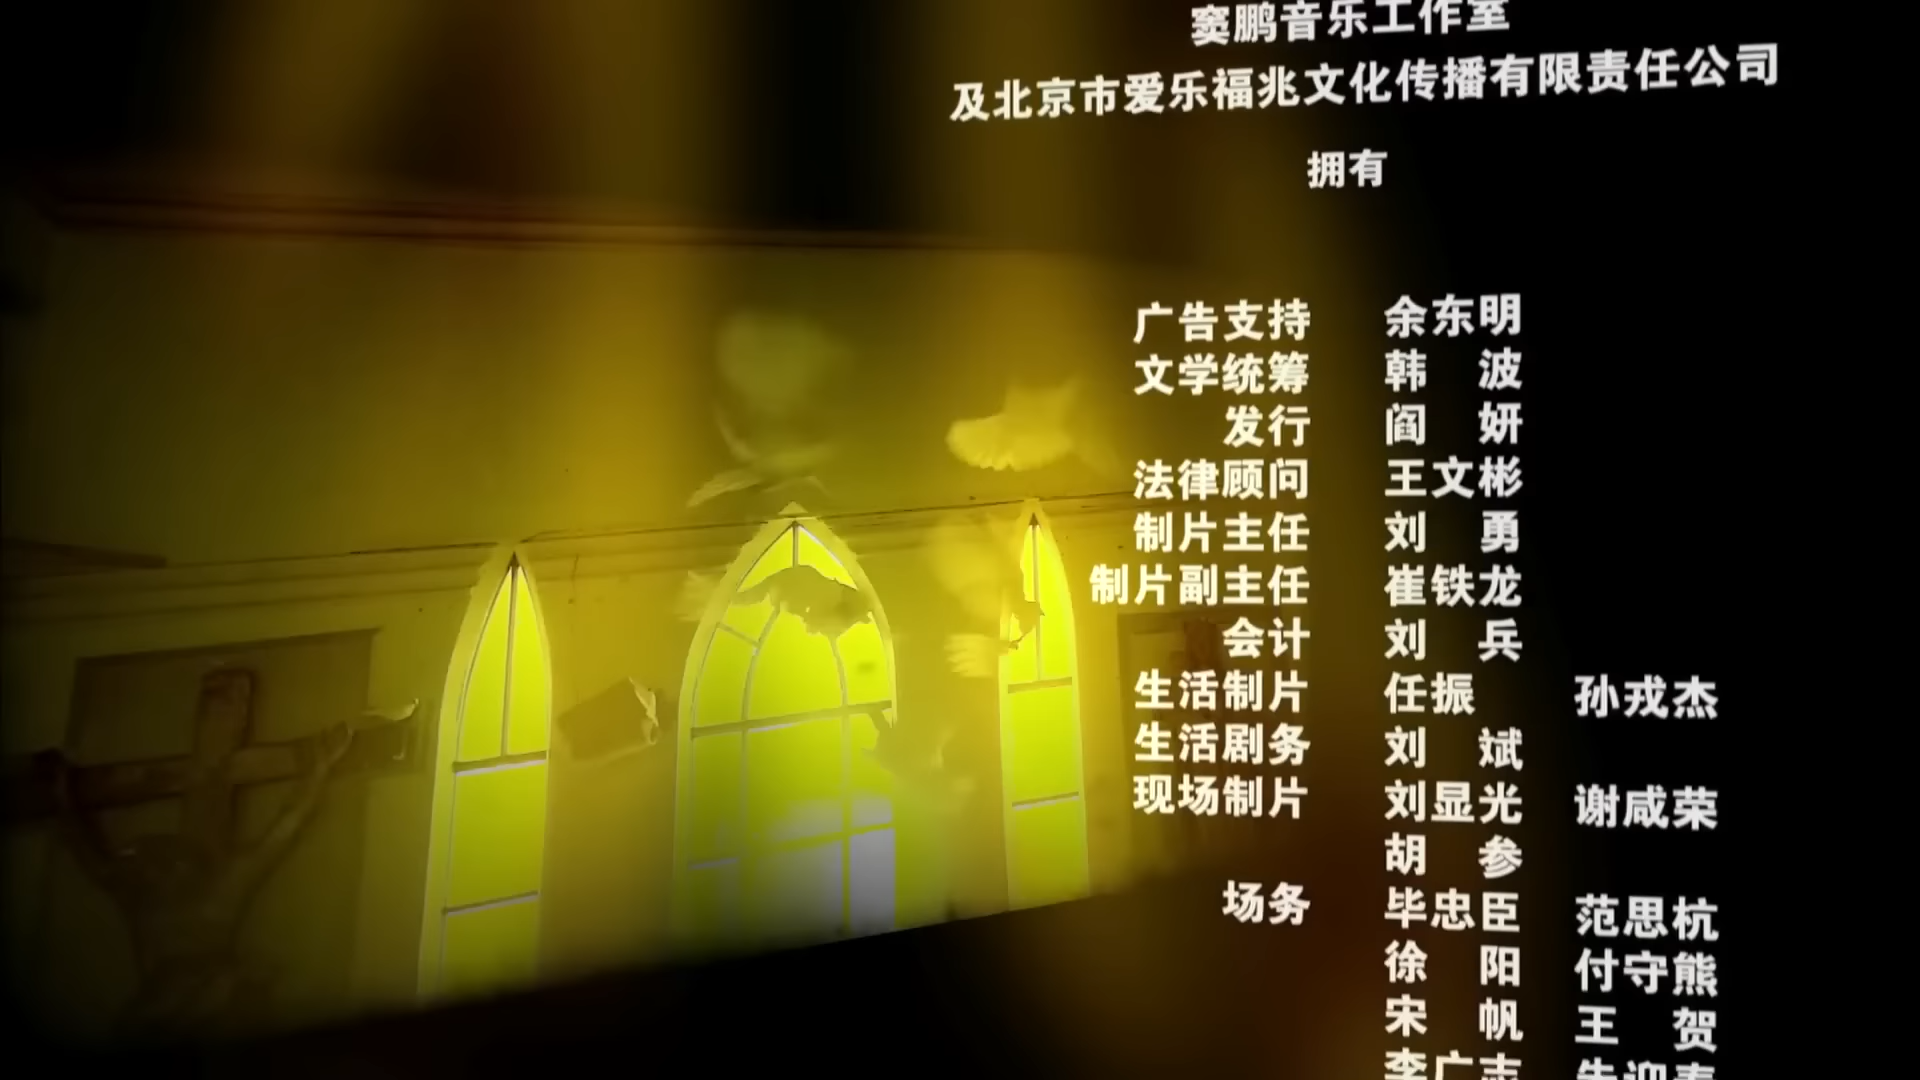 窦鹏音乐工作室
及北京市爱乐福兆文化传播有限责任公司
拥有
广告支持 余东明
文学统筹 韩 波
发行 阎 妍
法律顾问 王文彬
制片主任 刘 勇
制片副主任 崔铁龙
会计 刘 兵
生活制片 任振 孙戎杰
生活剧务 刘 斌
现场制片 刘显光 谢咸荣
胡 参
场务 毕忠臣 范思杭
徐 阳 付守熊
宋 帆 王 贺
李广志